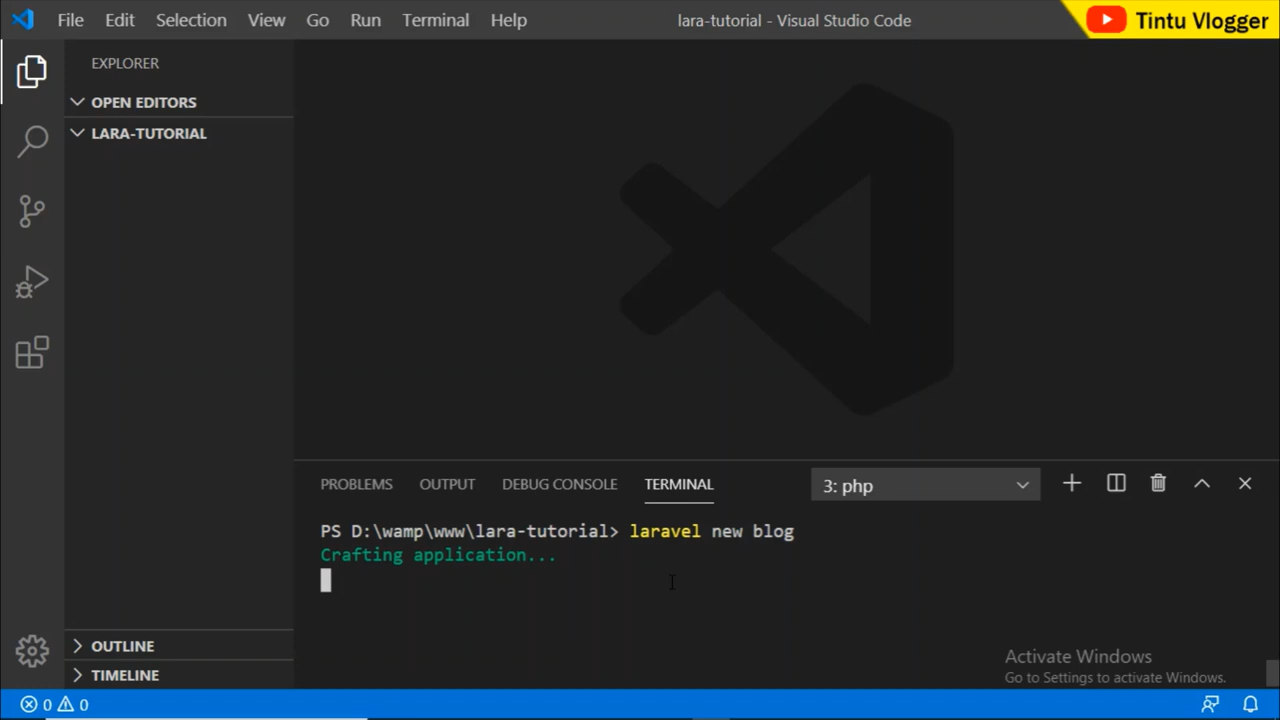 File Edit Selection View Go Run Terminal Help
lara-tutorial - Visual Studio Code
Tintu Vlogger
EXPLORER
OPEN EDITORS
LARA-TUTORIAL
PROBLEMS OUTPUT DEBUG CONSOLE TERMINAL
3: php
PS D:\wamp\www\lara-tutorial> laravel new blog
Crafting application...
OUTLINE
TIMELINE
Activate Windows
Go to Settings to activate Windows.
0 0